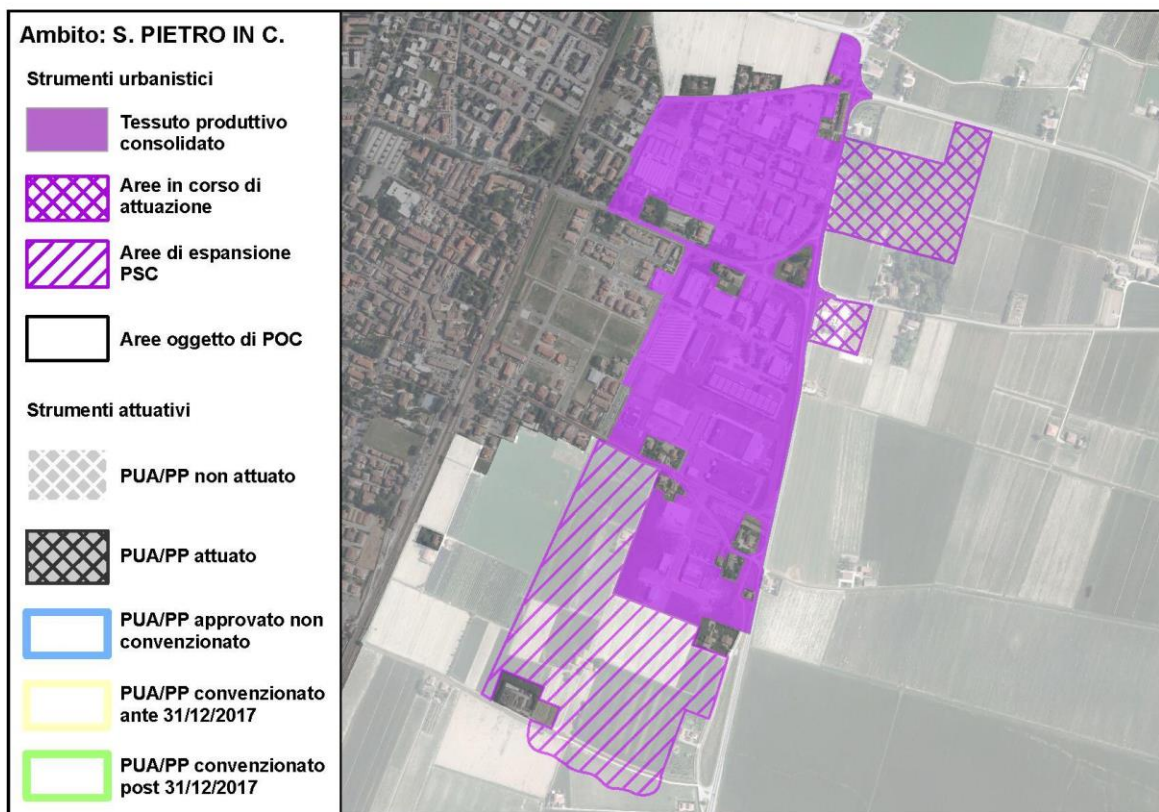 Ambito: S. PIETRO IN C.
Strumenti urbanistici
Tessuto produttivo
consolidato
Aree in corso di
attuazione
Aree di espansione
PSC
Aree oggetto di POC
Strumenti attuativi
PUA/PP non attuato
PUA/PP attuato
PUA/PP approvato non
convenzionato
PUA/PP convenzionato
ante 31/12/2017
PUA/PP convenzionato
post 31/12/2017